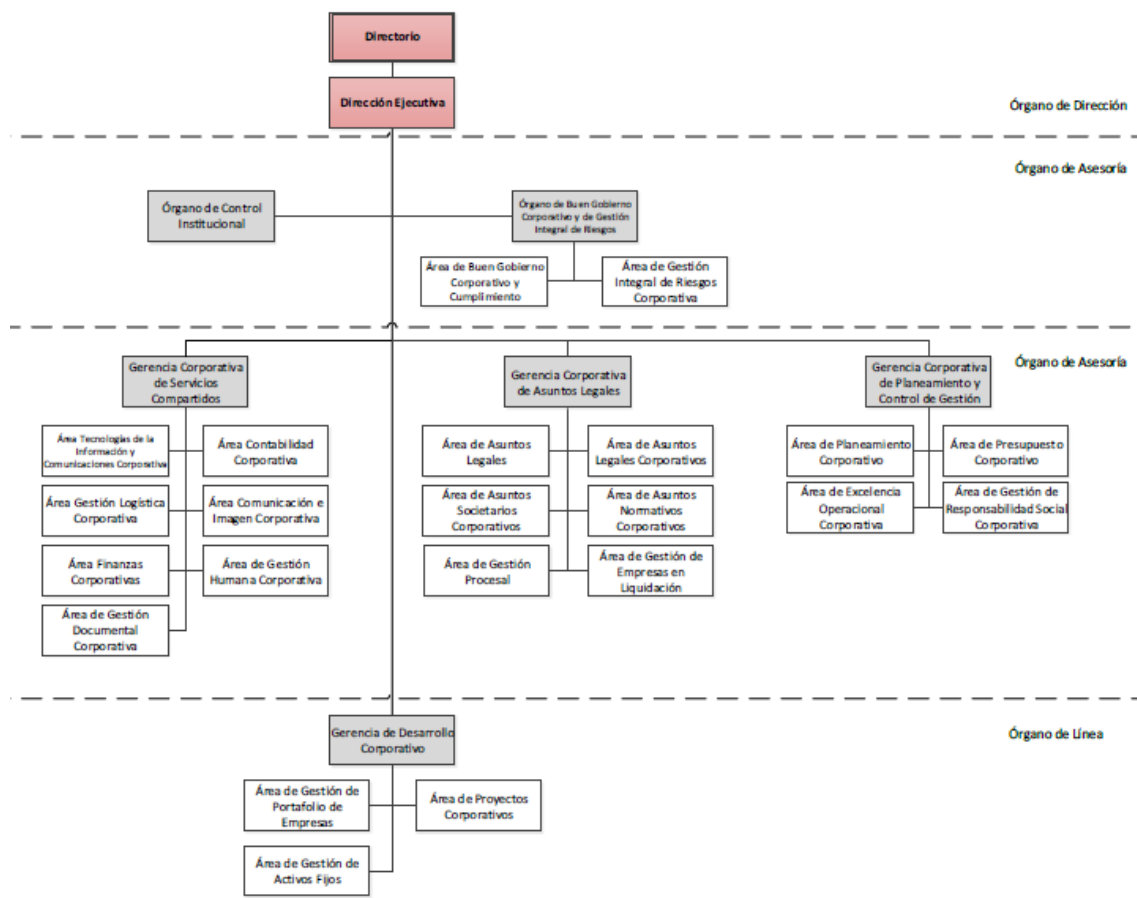 Directorio
Dirección Ejecutiva
Órgano de Dirección
Órgano de Asesoría
Órgano de Control
Institucional
Órgano de Buen Gobierno
Corporativo y de Gestión
Integral de Riesgos
Área de Buen Gobierno
Corporativo y
Cumplimiento
Área de Gestión
Integral de Riesgos
Corporativa
Órgano de Asesoría
Gerencia Corporativa
de Servicios
Compartidos
Gerencia Corporativa
de Asuntos Legales
Gerencia Corporativa
de Planeamiento y
Control de Gestión
Área Tecnologías de la
Información y
Comunicaciones Corporativa
Área Contabilidad
Corporativa
Área de Asuntos
Legales
Área de Asuntos
Legales Corporativos
Área de Planeamiento
Corporativo
Área de Presupuesto
Corporativo
Área Gestión Logística
Corporativa
Área Comunicación e
Imagen Corporativa
Área de Asuntos
Societarios
Corporativos
Área de Asuntos
Normativos
Corporativos
Área de Excelencia
Operacional
Corporativa
Área de Gestión de
Responsabilidad Social
Corporativa
Área Finanzas
Corporativas
Área de Gestión
Humana Corporativa
Área de Gestión
Procesal
Área de Gestión de
Empresas en
Liquidación
Área de Gestión
Documental
Corporativa
Gerencia de Desarrollo
Corporativo
Órgano de Línea
Área de Gestión de
Portafolio de
Empresas
Área de Proyectos
Corporativos
Área de Gestión de
Activos Fijos